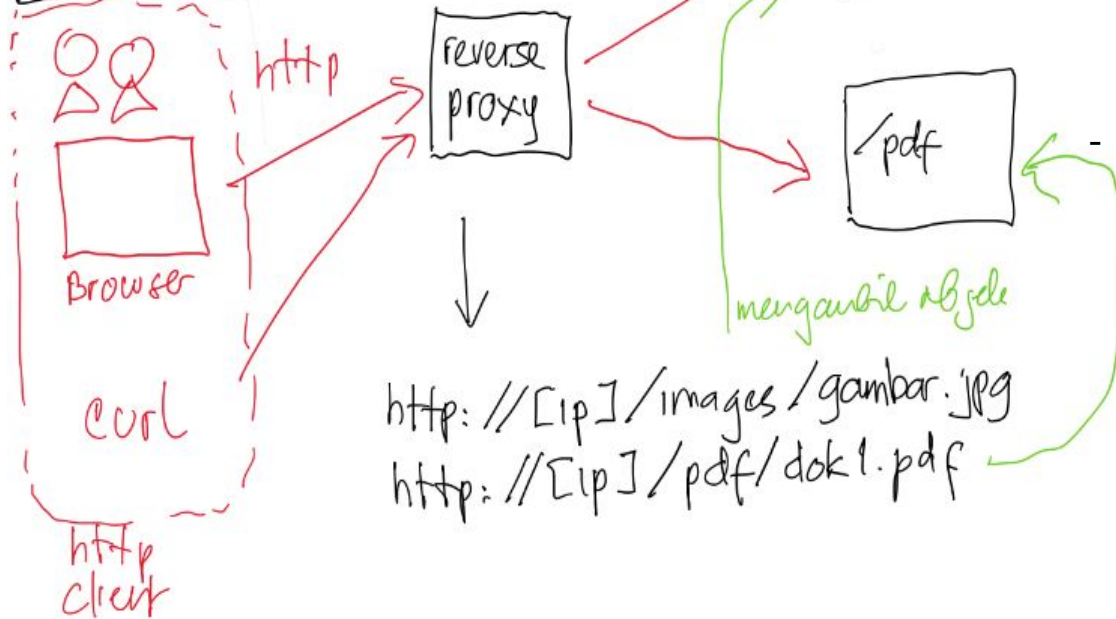 http
reverse
proxy
/pdf
Browser
mengambil objek
curl
http://[ip]/images/gambar.jpg
http://[ip]/pdf/dok1.pdf
http
client